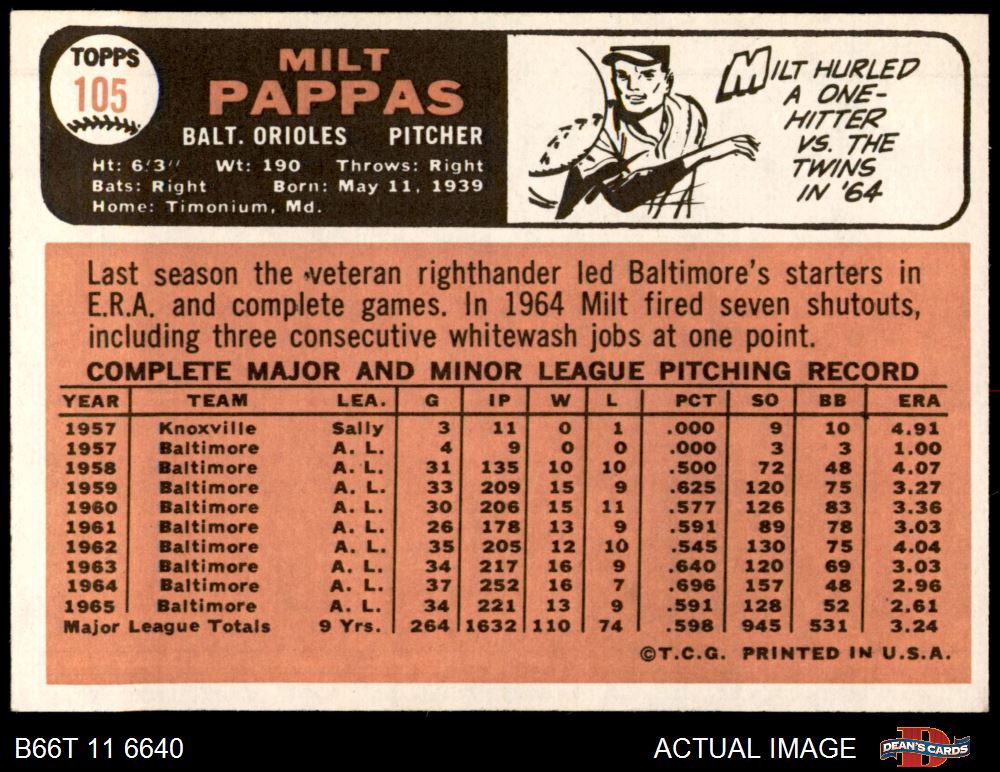 TOPPS
105
MILT
PAPPAS
BALT. ORIOLES PITCHER
Ht: 6'3" Wt: 190 Throws: Right
Bats: Right Born: May 11, 1939
Home: Timonium, Md.
MILT HURLED
A ONE-
HITTER
VS. THE
TWINS
IN '64
Last season the veteran righthander led Baltimore's starters in
E.R.A. and complete games. In 1964 Milt fired seven shutouts,
including three consecutive whitewash jobs at one point.
COMPLETE MAJOR AND MINOR LEAGUE PITCHING RECORD
YEAR TEAM LEA. G IP W L PCT SO BB ERA
1957 Knoxville Sally 3 11 0 1 .000 9 10 4.91
1957 Baltimore A. L. 4 9 0 0 .000 3 3 1.00
1958 Baltimore A. L. 31 135 10 10 .500 72 48 4.07
1959 Baltimore A. L. 33 209 15 9 .625 120 75 3.27
1960 Baltimore A. L. 30 206 15 11 .577 126 83 3.36
1961 Baltimore A. L. 26 178 13 9 .591 89 78 3.03
1962 Baltimore A. L. 35 205 12 10 .545 130 75 4.04
1963 Baltimore A. L. 34 217 16 9 .640 120 69 3.03
1964 Baltimore A. L. 37 252 16 7 .696 157 48 2.96
1965 Baltimore A. L. 34 221 13 9 .591 128 52 2.61
Major League Totals 9 Yrs. 264 1632 110 74 .598 945 531 3.24
©T.C.G. PRINTED IN U.S.A.
B66T 11 6640 ACTUAL IMAGE DEAN'S CARDS